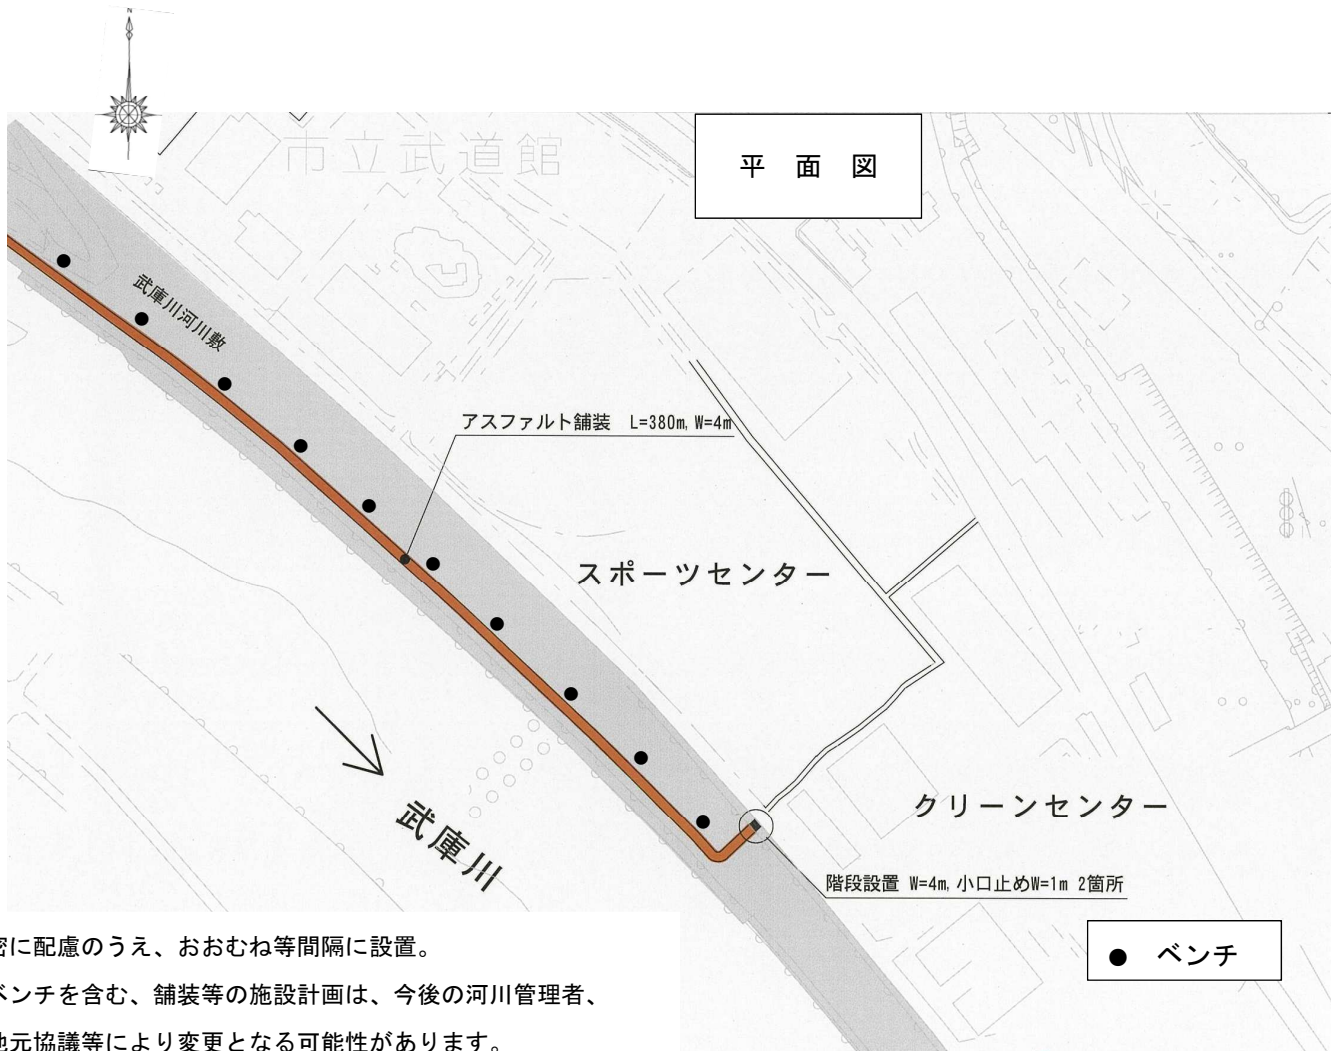 N
市立武道館
平 面 図
武庫川河川敷
アスファルト舗装 L=380m, W=4m
スポーツセンター
武庫川
クリーンセンター
階段設置 W=4m, 小口止めW=1m 2箇所
● ベンチ
密に配慮のうえ、おおむね等間隔に設置。
ベンチを含む、舗装等の施設計画は、今後の河川管理者、
地元協議等により変更となる可能性があります。